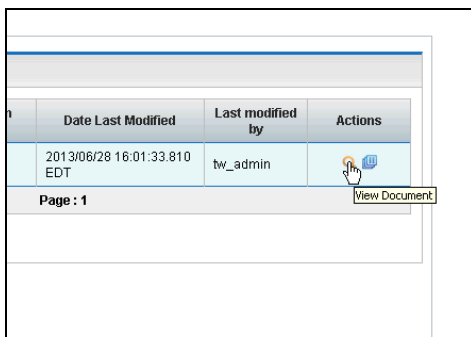 Date Last Modified
Last modified
by
Actions
2013/06/28 16:01:33.810
EDT
tw_admin
Page : 1
View Document